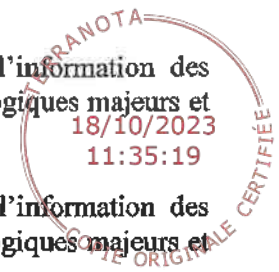 TERRANOTA
l'information des
giques majeurs et
18/10/2023
11:35:19
l'information des
giques majeurs et
COPIE ORIGINALE CERTIFIÉE